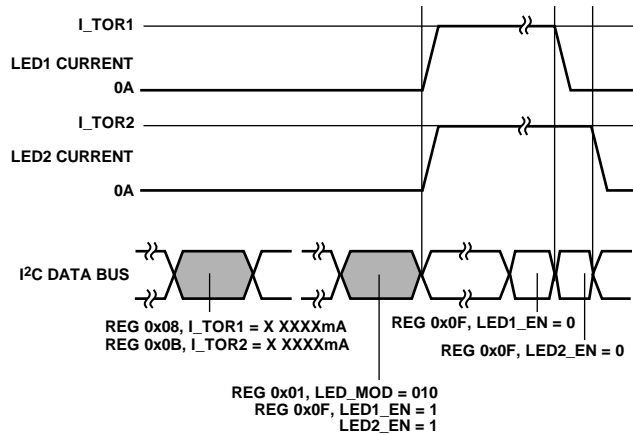 I_TOR1
LED1 CURRENT
0A
I_TOR2
LED2 CURRENT
0A
I²C DATA BUS
REG 0x08, I_TOR1 = X XXXXmA
REG 0x0B, I_TOR2 = X XXXXmA
REG 0x0F, LED1_EN = 0
REG 0x0F, LED2_EN = 0
REG 0x01, LED_MOD = 010
REG 0x0F, LED1_EN = 1
LED2_EN = 1